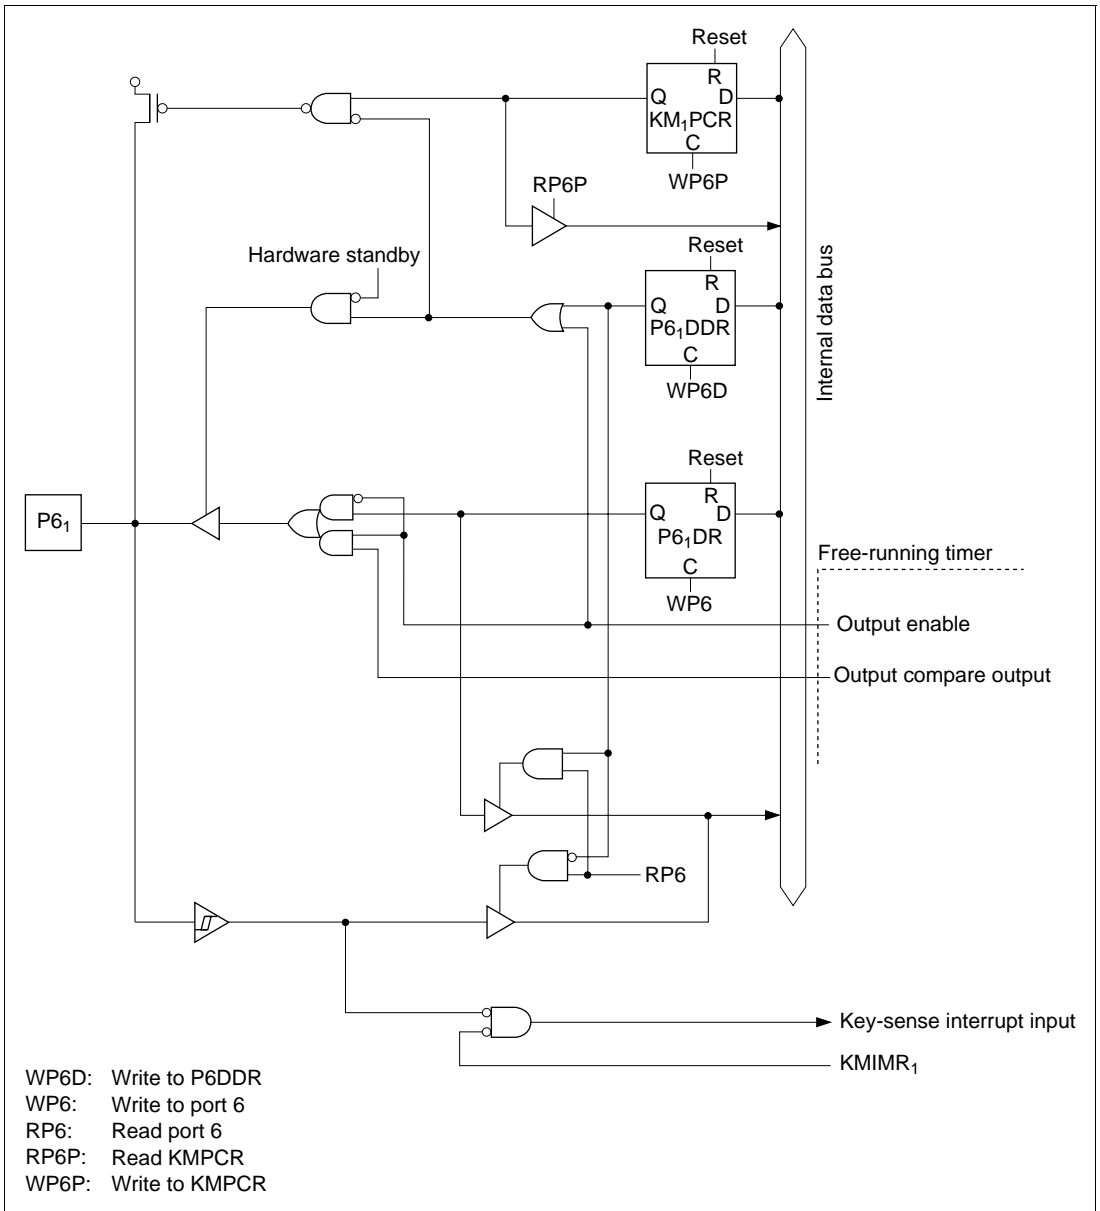 Reset
R
Q D
KM₁PCR
C
WP6P
RP6P
Hardware standby
Reset
R
Q D
P6₁DDR
C
WP6D
Internal data bus
Reset
R
Q D
P6₁DR
C
WP6
P6₁
Free-running timer
Output enable
Output compare output
RP6
Key-sense interrupt input
KMIMR₁
WP6D: Write to P6DDR
WP6: Write to port 6
RP6: Read port 6
RP6P: Read KMPCR
WP6P: Write to KMPCR